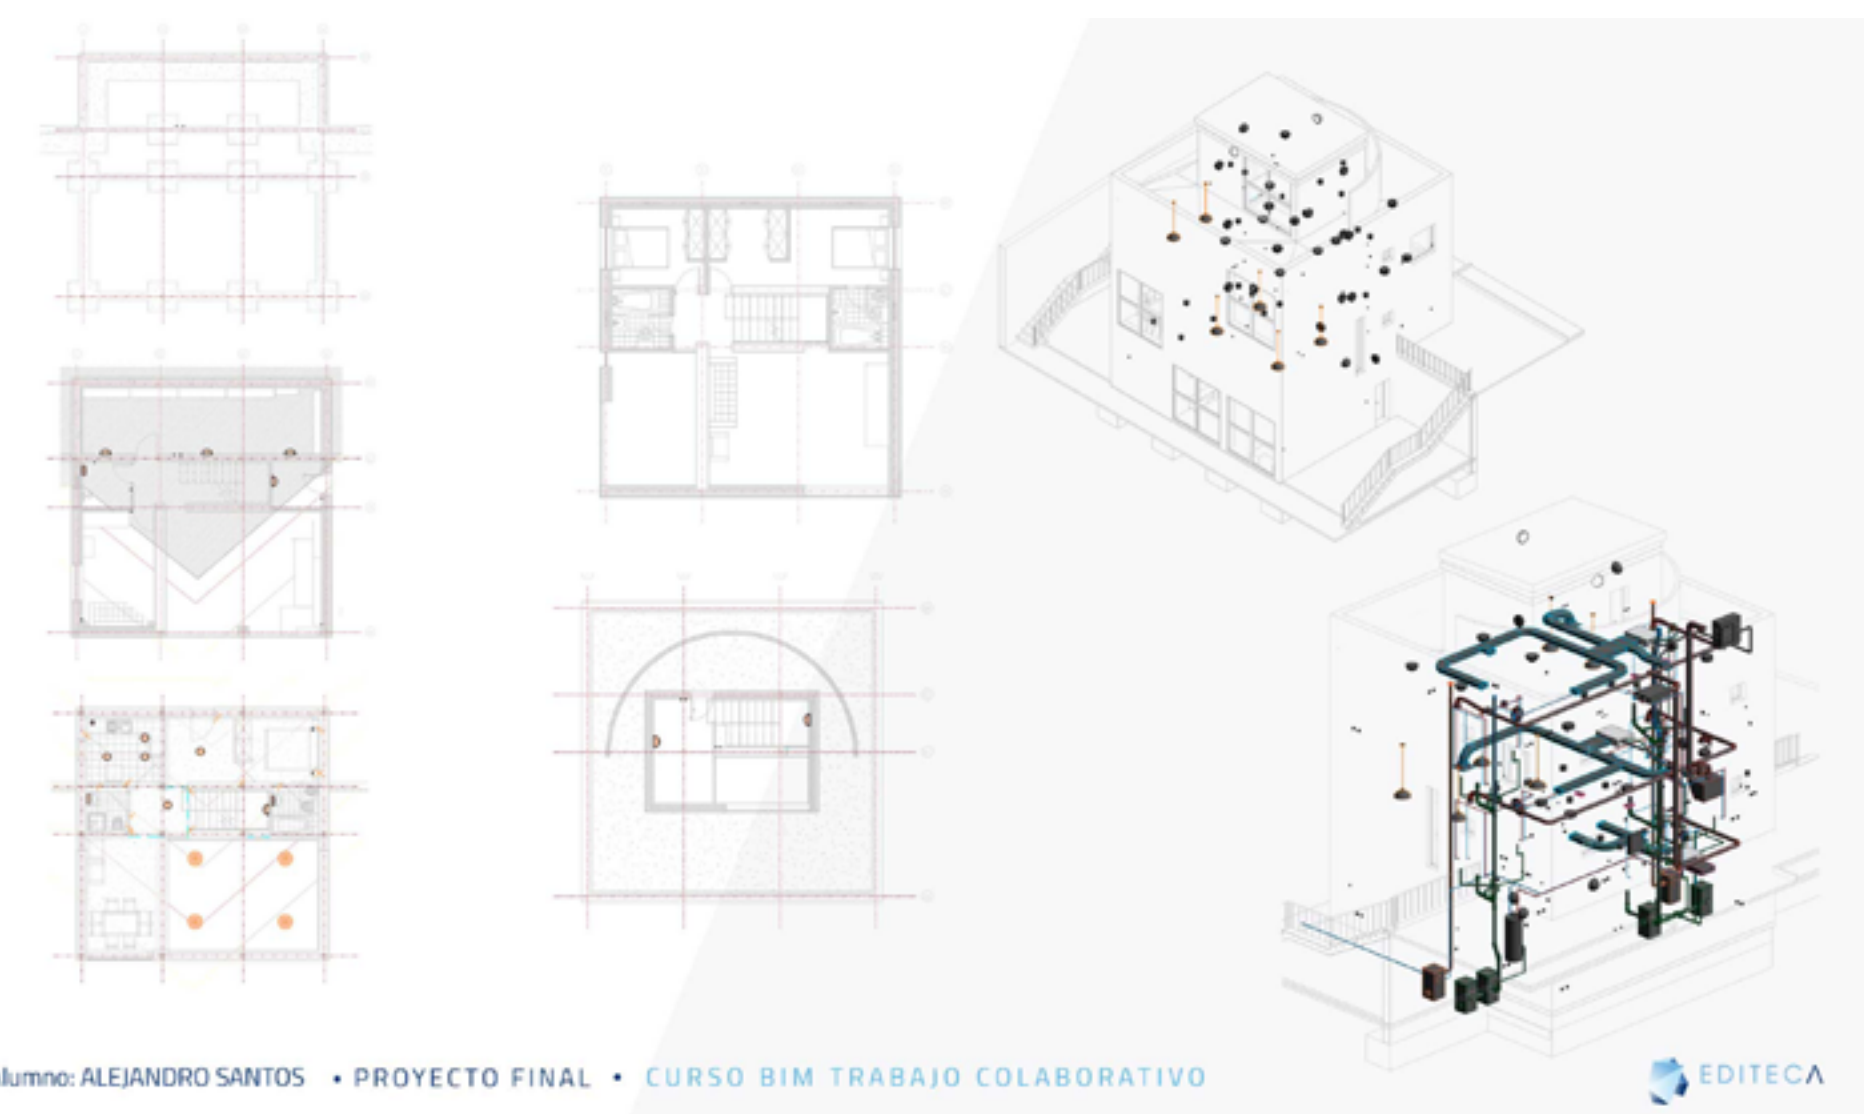 lumno: ALEJANDRO SANTOS • PROYECTO FINAL • CURSO BIM TRABAJO COLABORATIVO
EDITECA